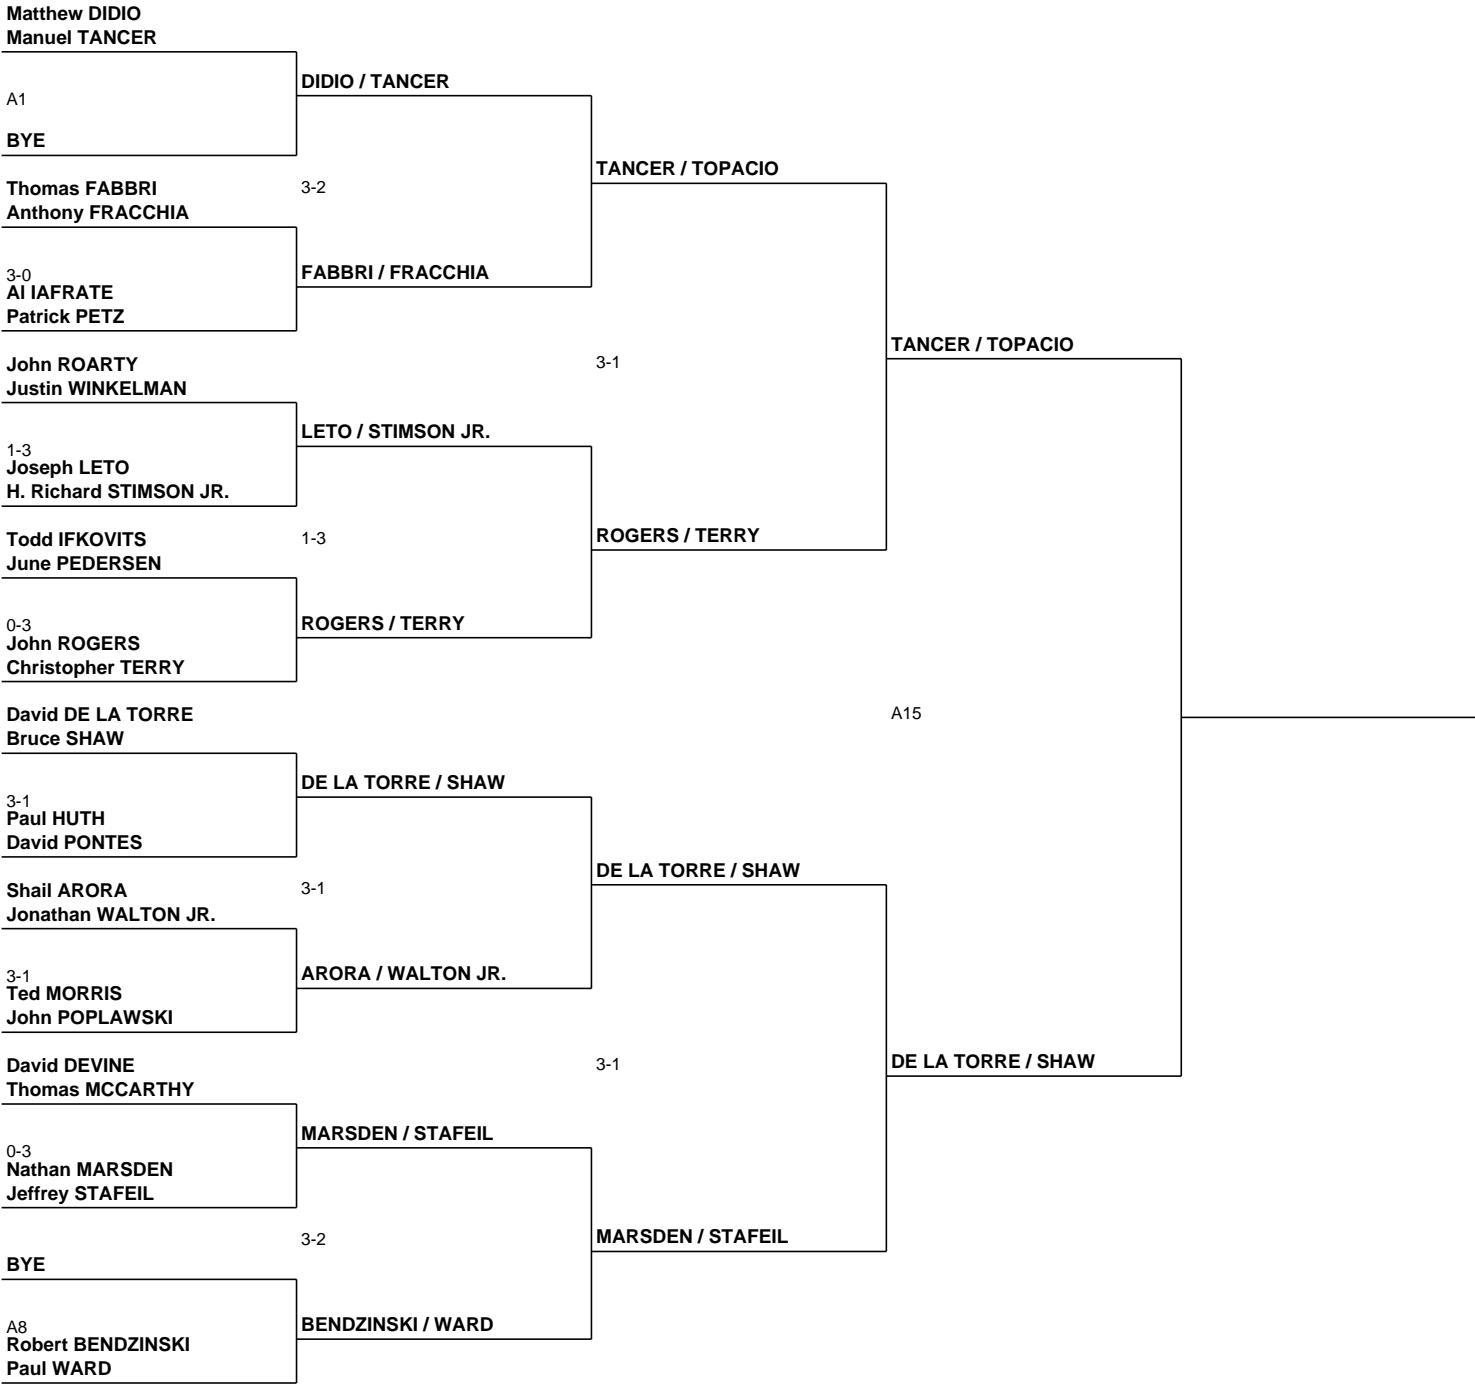 Matthew DIDIO
Manuel TANCER
A1
BYE
Thomas FABBRI
Anthony FRACCHIA
3-0
Al IAFRATE
Patrick PETZ
John ROARTY
Justin WINKELMAN
1-3
Joseph LETO
H. Richard STIMSON JR.
Todd IFKOVITS
June PEDERSEN
0-3
John ROGERS
Christopher TERRY
David DE LA TORRE
Bruce SHAW
3-1
Paul HUTH
David PONTES
Shail ARORA
Jonathan WALTON JR.
3-1
Ted MORRIS
John POPLAWSKI
David DEVINE
Thomas MCCARTHY
0-3
Nathan MARSDEN
Jeffrey STAFEIL
BYE
A8
Robert BENDZINSKI
Paul WARD
DIDIO / TANCER
3-2
FABBRI / FRACCHIA
LETO / STIMSON JR.
1-3
ROGERS / TERRY
DE LA TORRE / SHAW
3-1
ARORA / WALTON JR.
MARSDEN / STAFEIL
3-2
BENDZINSKI / WARD
TANCER / TOPACIO
3-1
ROGERS / TERRY
DE LA TORRE / SHAW
3-1
MARSDEN / STAFEIL
TANCER / TOPACIO
A15
DE LA TORRE / SHAW